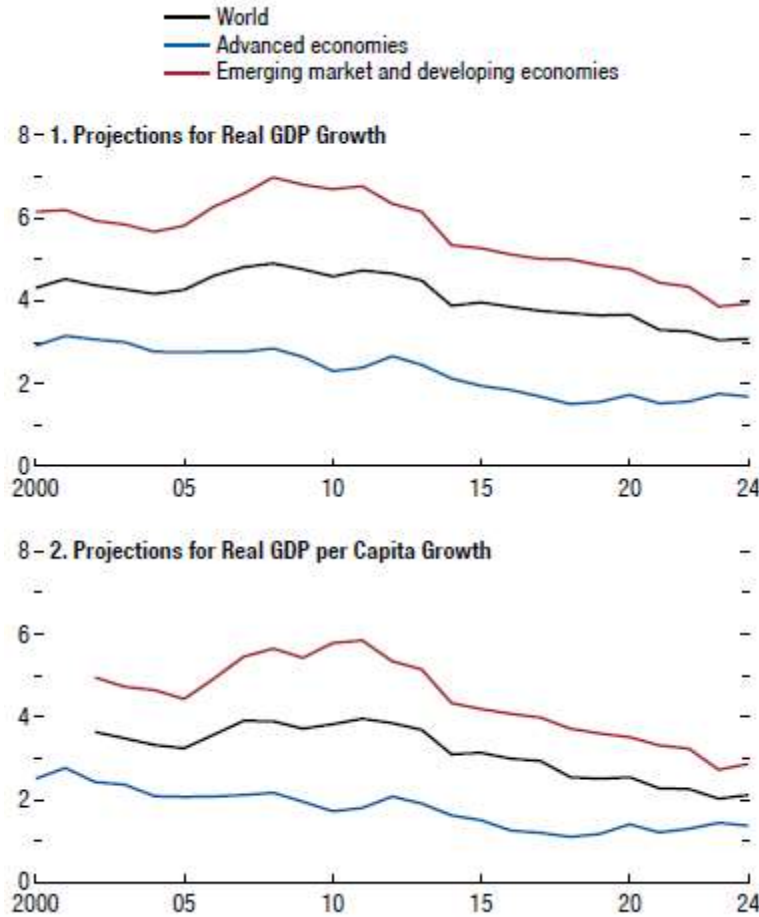 World
Advanced economies
Emerging market and developing economies
8 1. Projections for Real GDP Growth
6
4
2
0
2000 05 10 15 20 24
8 2. Projections for Real GDP per Capita Growth
6
4
2
0
2000 05 10 15 20 24